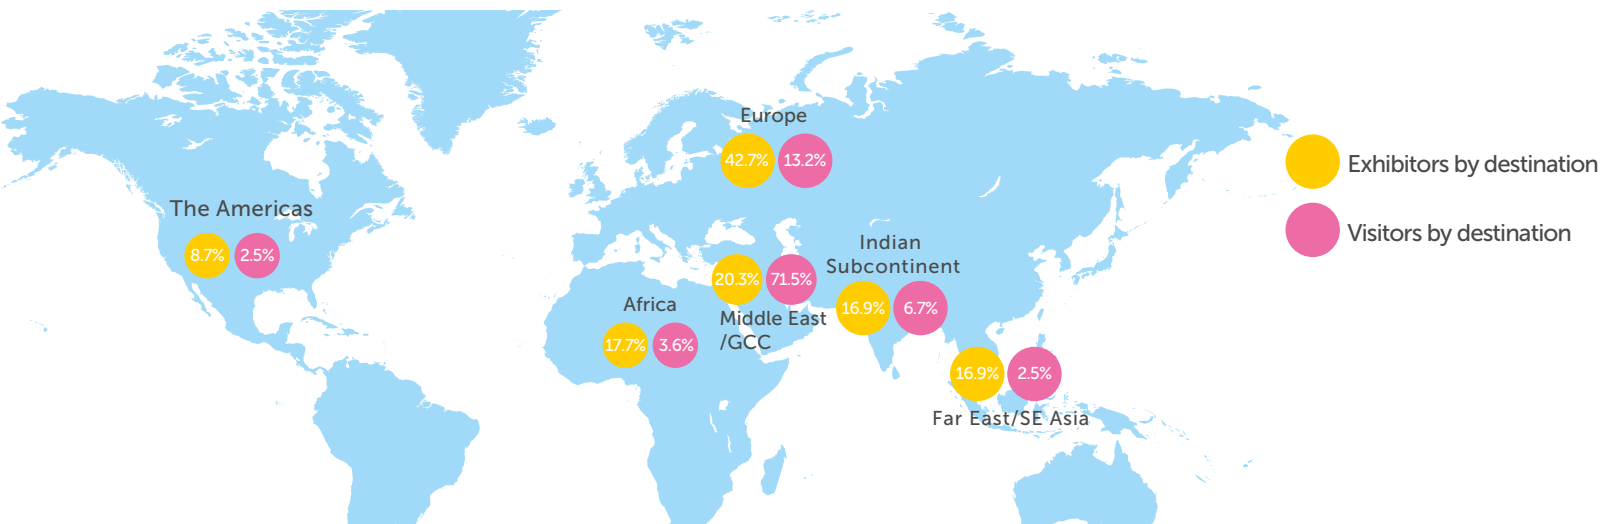 Europe
42.7% 13.2%
Exhibitors by destination
The Americas
8.7% 2.5%
Visitors by destination
Indian
Subcontinent
20.3% 71.5%
16.9% 6.7%
Africa
Middle East
/GCC
17.7% 3.6%
16.9% 2.5%
Far East/SE Asia